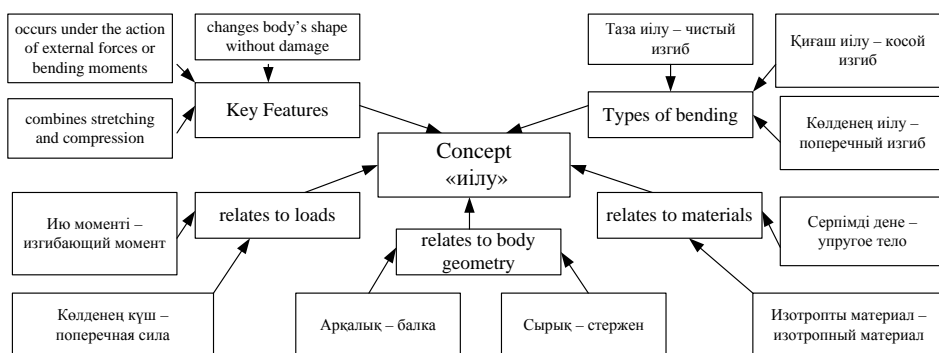 occurs under the action
of external forces or
bending moments
changes body's shape
without damage
combines stretching
and compression
Key Features
Таза иілу – чистый
изгиб
Қиғаш иілу – косой
изгиб
Types of bending
Көлденең иілу –
поперечный изгиб
Concept
«иілу»
Ию моменті –
изгибающий момент
relates to loads
relates to body
geometry
relates to materials
Серпімді дене –
упругое тело
Көлденең күш –
поперечная сила
Арқалық – балка
Сырық – стержен
Изотропты материал –
изотропный материал